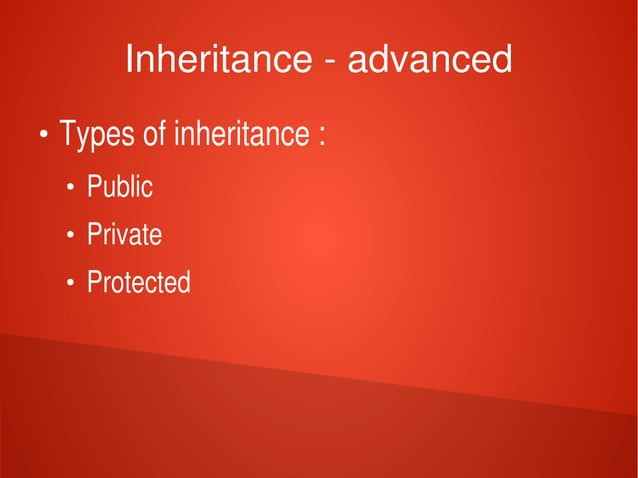 Inheritance - advanced
• Types of inheritance :
• Public
• Private
• Protected